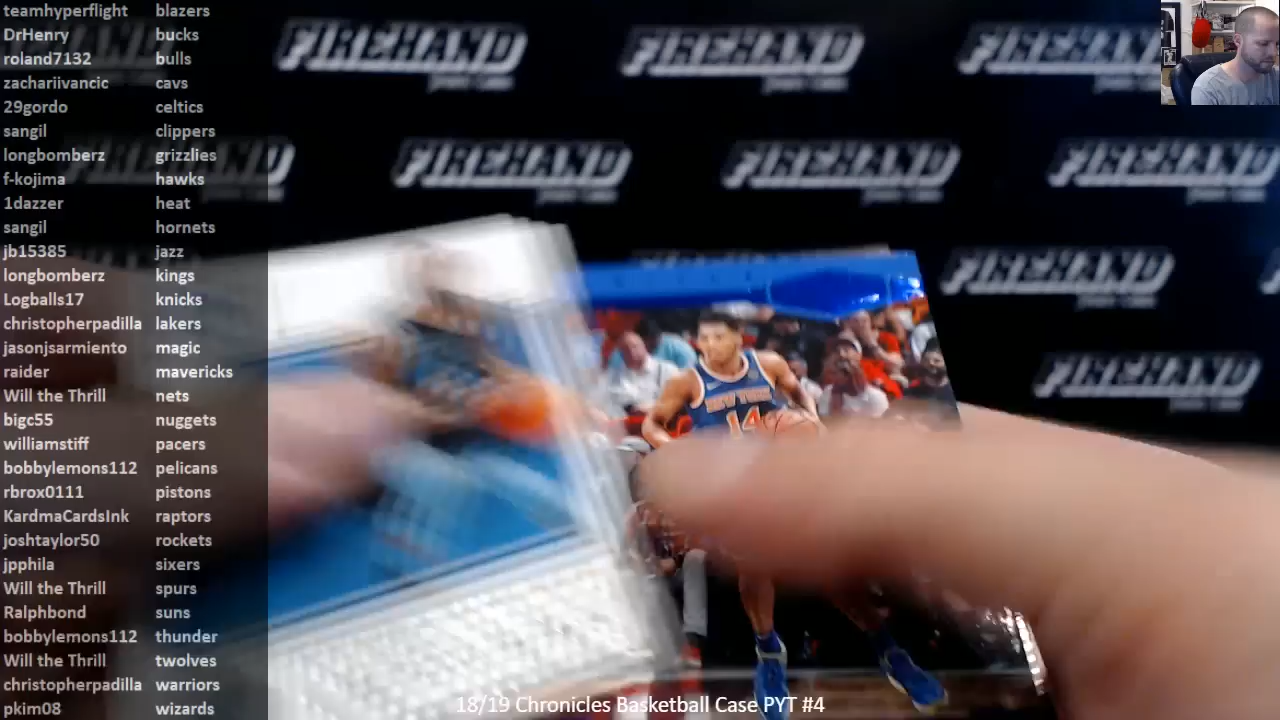 teamhyperflight blazers
DrHenry bucks
roland7132 bulls
zachariivancic cavs
29gordo celtics
sangil clippers
longbomberz grizzlies
f-kojima hawks
1dazzer heat
sangil hornets
jb15385 jazz
longbomberz kings
Logballs17 knicks
christopherpadilla lakers
jasonjsarmiento magic
raider mavericks
Will the Thrill nets
bigc55 nuggets
williamstiff pacers
bobbylemons112 pelicans
rbrox0111 pistons
KardmaCardsInk raptors
joshtaylor50 rockets
jpphila sixers
Will the Thrill spurs
Ralphbond suns
bobbylemons112 thunder
Will the Thrill twolves
christopherpadilla warriors
pkim08 wizards
FIREHAND FIREHAND FIREHAND
FIREHAND FIREHAND FIREHAND FIREHAND
FIREHAND
FIREHAND
NEW YORK
14
18/19 Chronicles Basketball Case PYT #4